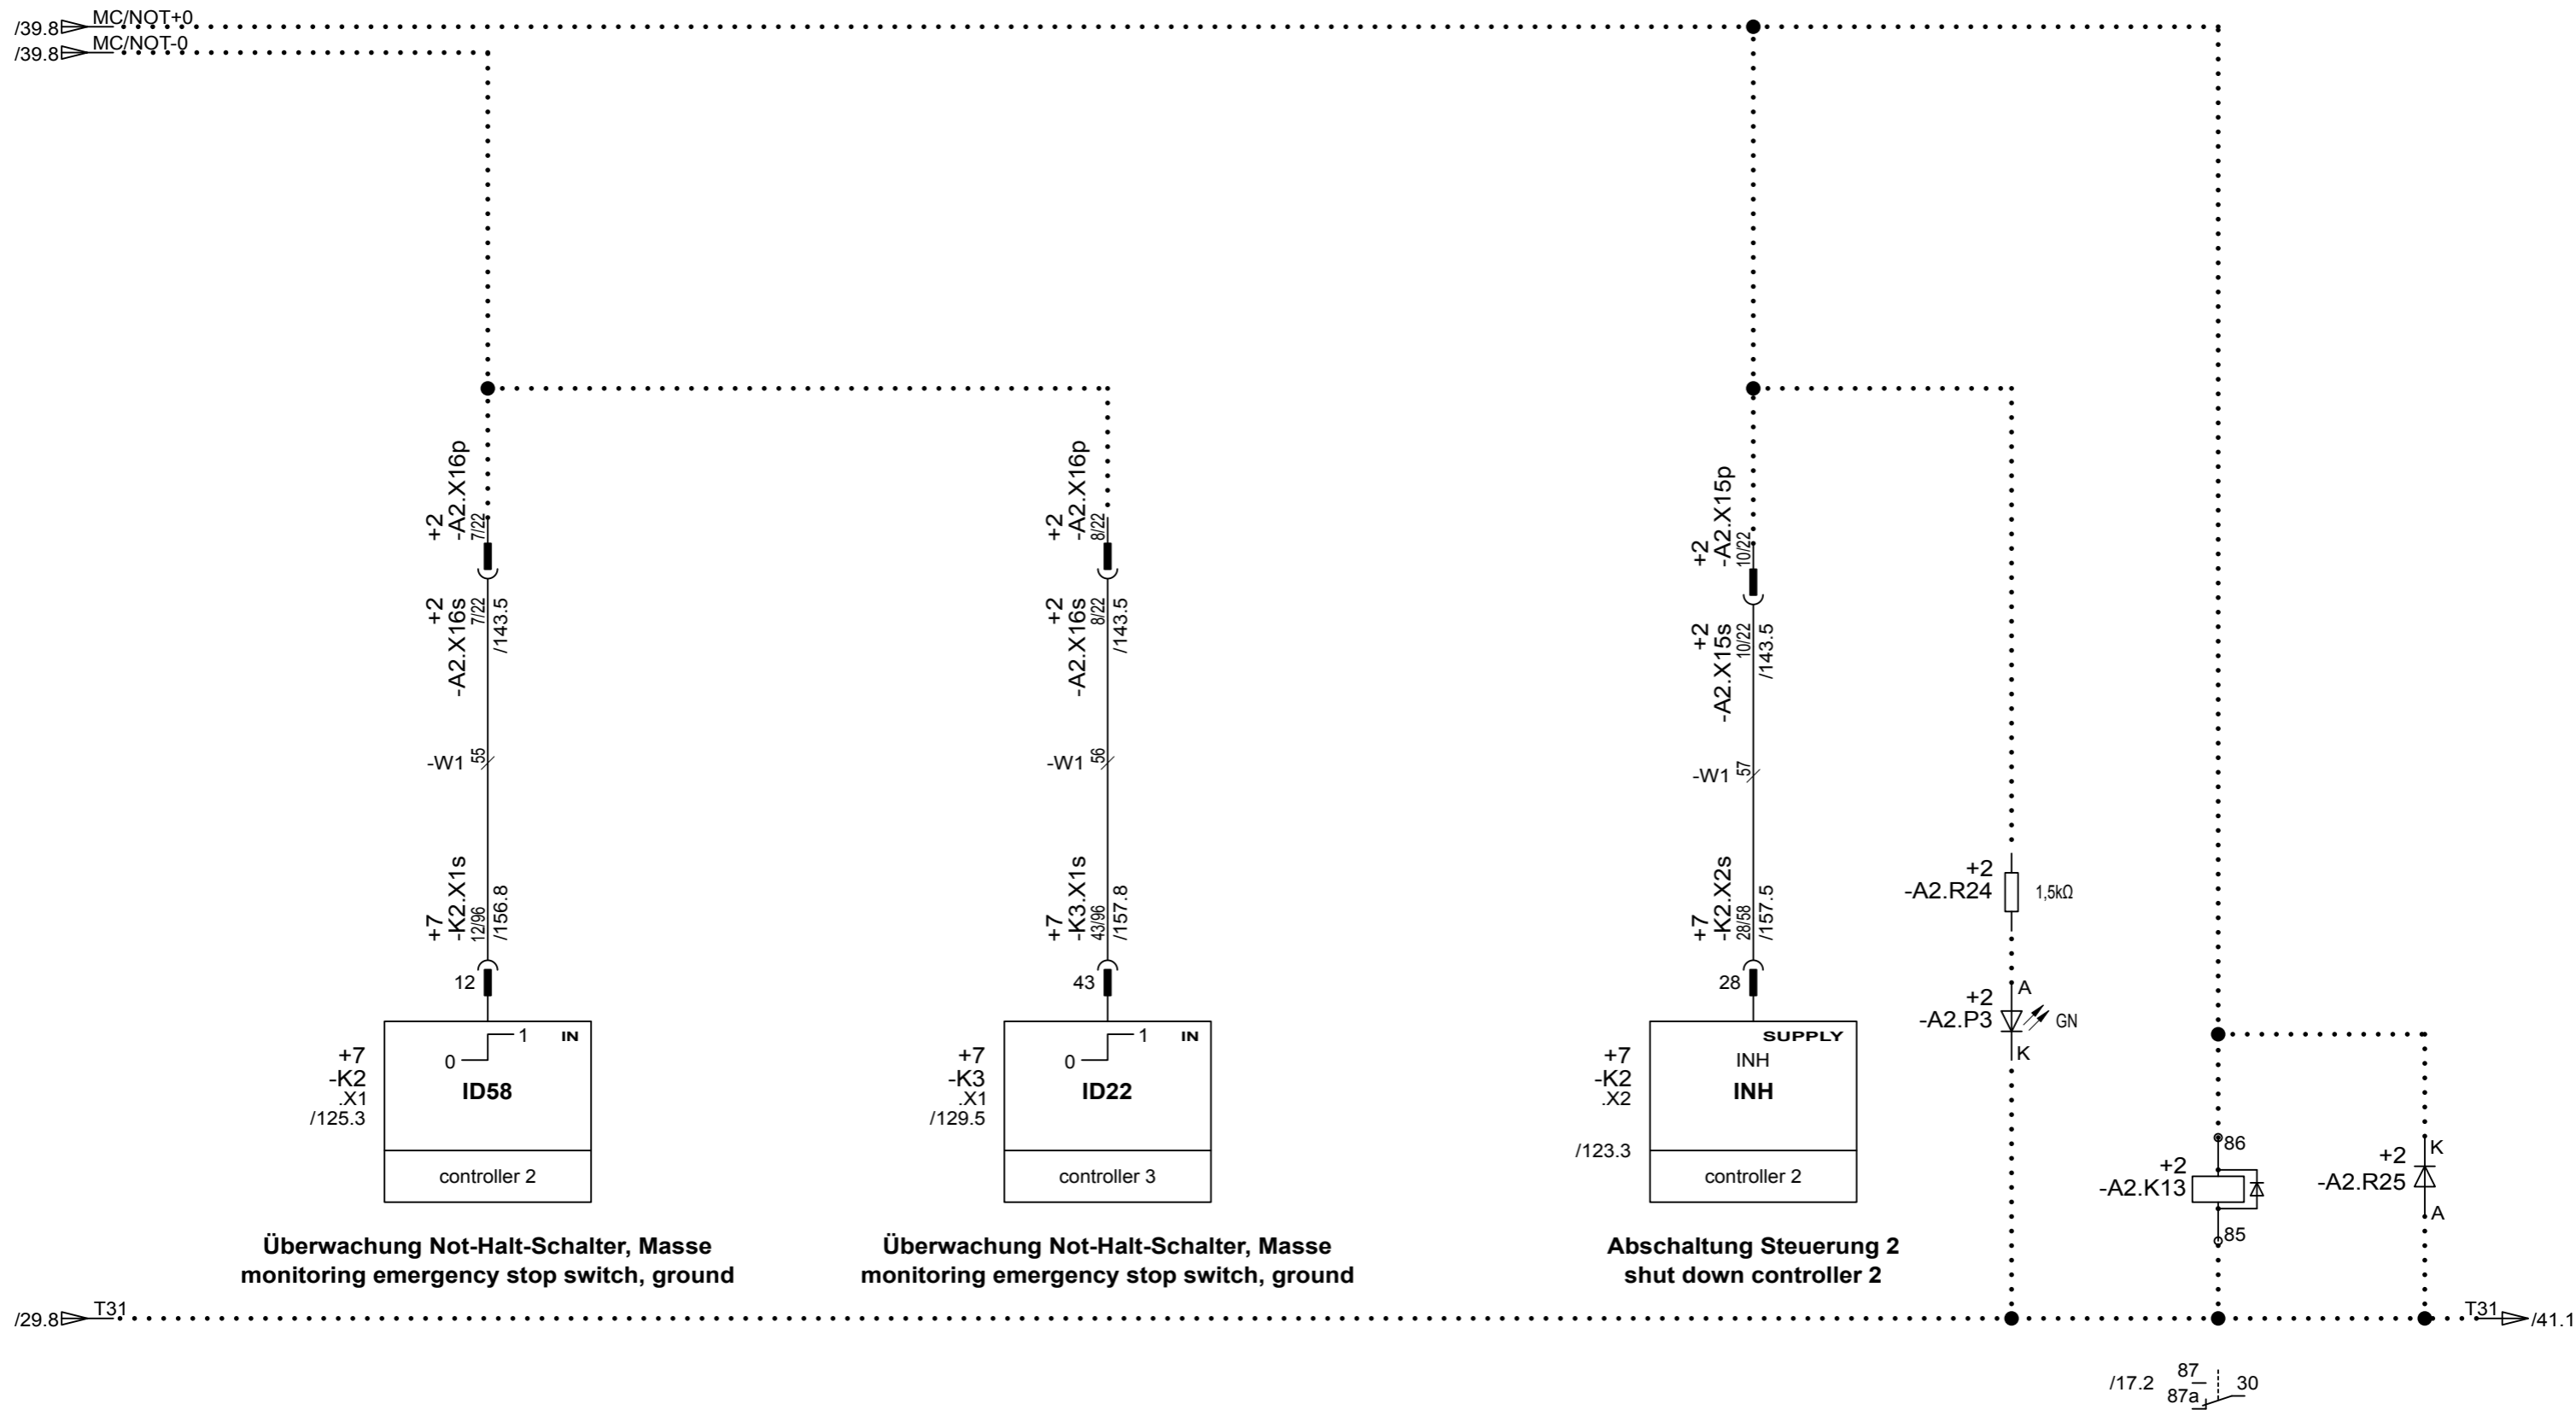 /39.8 MC/NOT+0
/39.8 MC/NOT-0
+2
-A2.X16p
7/22
+2
-A2.X16s
7/22
/143.5
-W1 55
+7
-K2.X1s
12/96
/156.8
12
+7
-K2
.X1
/125.3
0 1 IN
ID58
controller 2
Überwachung Not-Halt-Schalter, Masse
monitoring emergency stop switch, ground
+2
-A2.X16p
8/22
+2
-A2.X16s
8/22
/143.5
-W1 56
+7
-K3.X1s
43/96
/157.8
43
+7
-K3
.X1
/129.5
0 1 IN
ID22
controller 3
Überwachung Not-Halt-Schalter, Masse
monitoring emergency stop switch, ground
+2
-A2.X15p
10/22
+2
-A2.X15s
10/22
/143.5
-W1 57
+7
-K2.X2s
28/58
/157.5
28
+7
-K2
.X2
/123.3
SUPPLY
INH
INH
controller 2
Abschaltung Steuerung 2
shut down controller 2
+2
-A2.R24 1,5kΩ
A
+2
-A2.P3 GN
K
86
+2
-A2.K13
85
K
+2
-A2.R25
A
/29.8 T31
T31 /41.1
/17.2 87 30
87a